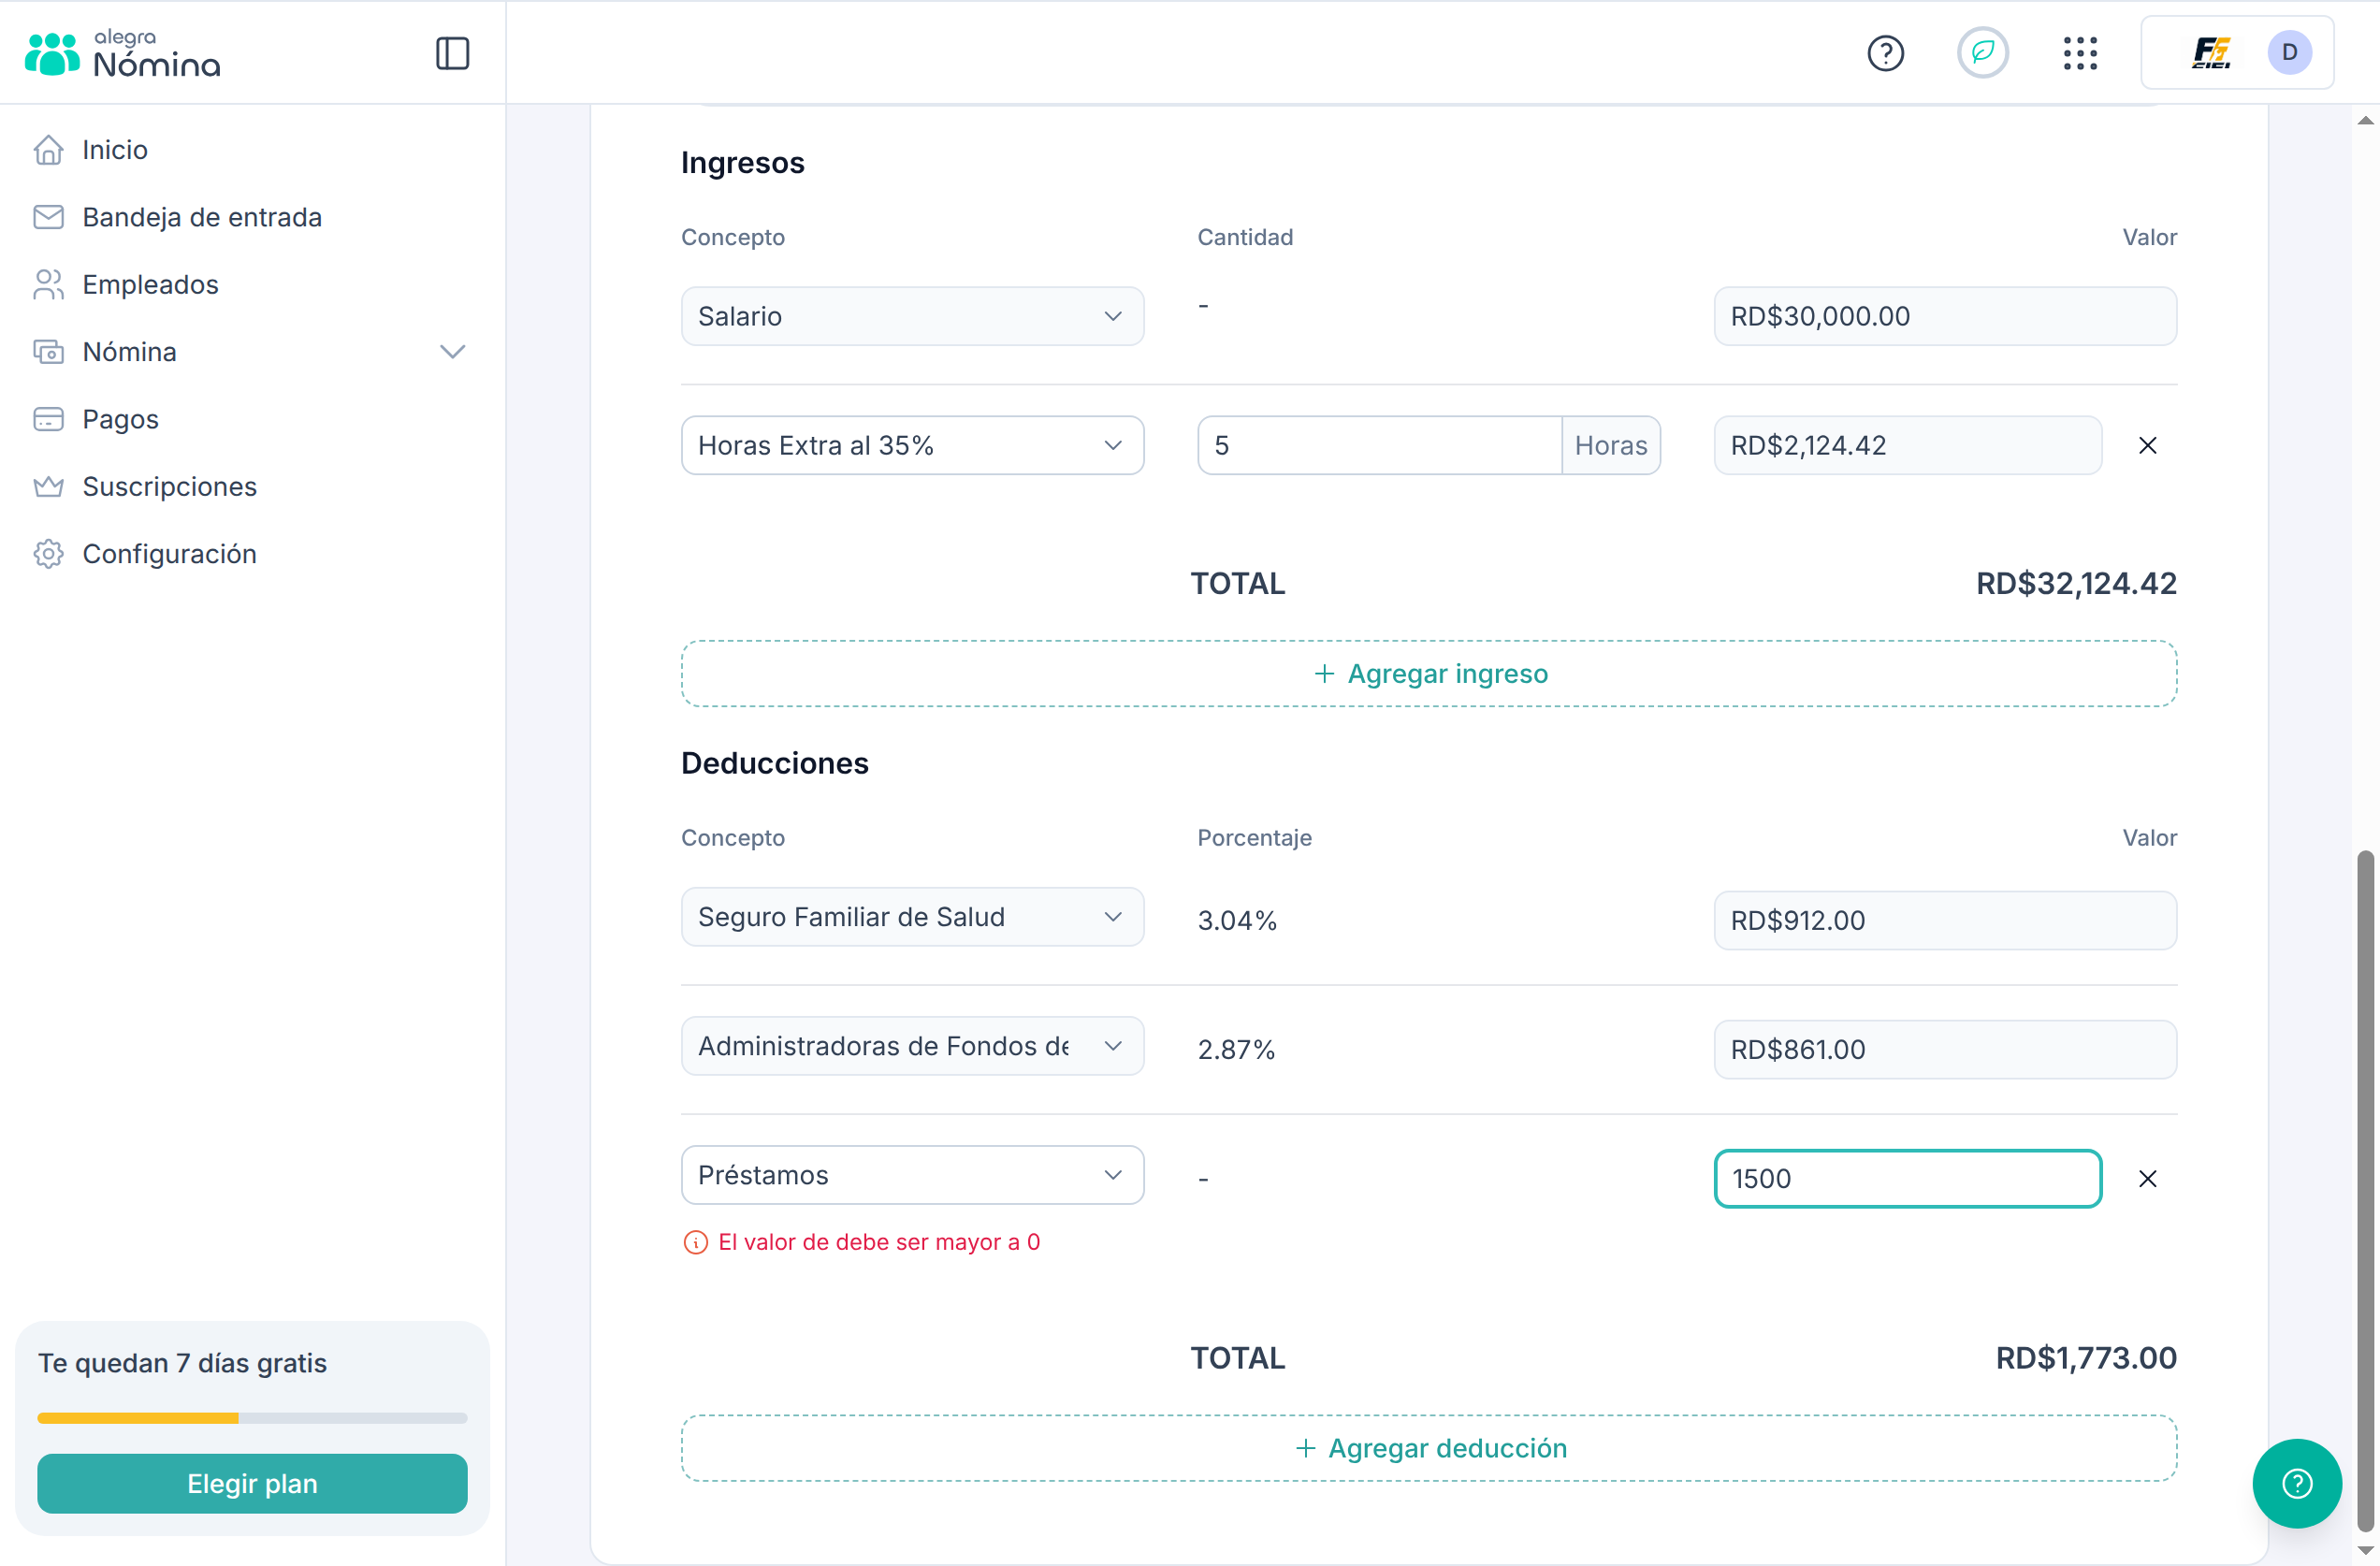 alegra
Nómina
D
Inicio
Bandeja de entrada
Empleados
Nómina
Pagos
Suscripciones
Configuración
Te quedan 7 días gratis
Elegir plan
Ingresos
Concepto Cantidad Valor
Salario - RD$30,000.00
Horas Extra al 35% 5 Horas RD$2,124.42
TOTAL RD$32,124.42
+ Agregar ingreso
Deducciones
Concepto Porcentaje Valor
Seguro Familiar de Salud 3.04% RD$912.00
Administradoras de Fondos de 2.87% RD$861.00
Préstamos - 1500
El valor de debe ser mayor a 0
TOTAL RD$1,773.00
+ Agregar deducción